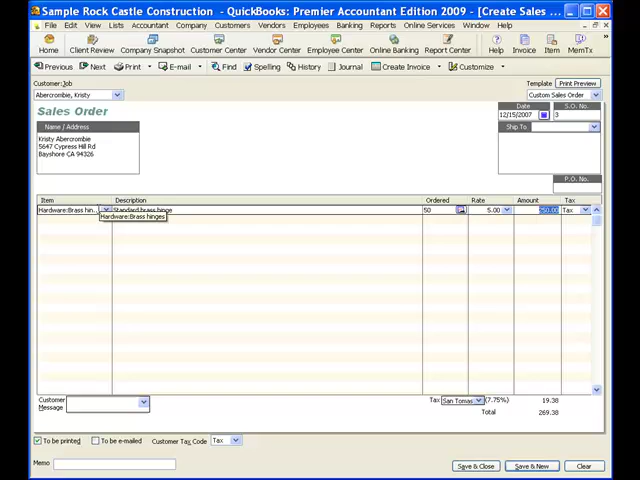 Sample Rock Castle Construction - QuickBooks: Premier Accountant Edition 2009 - [Create Sales ...
File Edit View Lists Accountant Company Customers Vendors Employees Banking Reports Online Services Window Help
Home Client Review Company Snapshot Customer Center Vendor Center Employee Center Online Banking Report Center Help Invoice Item MemTx
Previous Next Print E-mail Find Spelling History Journal Create Invoice Customize
Customer:Job Template Print Preview
Abercrombie, Kristy Custom Sales Order
Sales Order Date S.O. No.
12/15/2007 3
Name / Address Ship To
Kristy Abercrombie
5647 Cypress Hill Rd
Bayshore CA 94326
P.O. No.
Item Description Ordered Rate Amount Tax
Hardware:Brass hin... Standard brass hinge 50 5.00 250.00 Tax
Hardware:Brass hinges
Customer Message Tax San Tomas (7.75%) 19.38
Total 269.38
To be printed To be e-mailed Customer Tax Code Tax
Memo Save & Close Save & New Clear